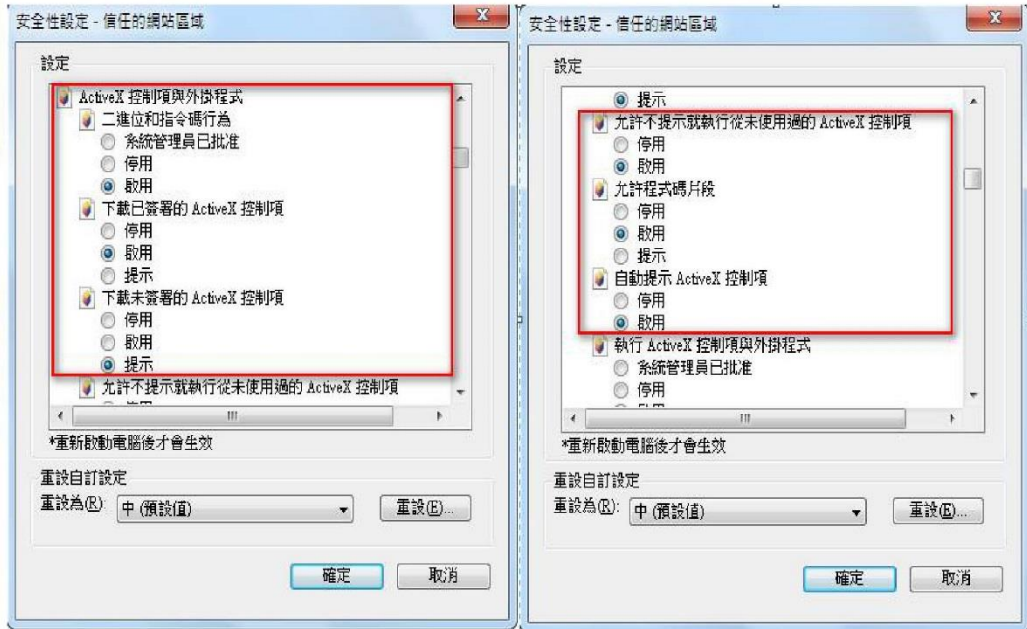 安全性設定 - 信任的網站區域
設定
ActiveX 控制項與外掛程式
二進位和指令碼行為
系統管理員已批准
停用
啟用
下載已簽署的 ActiveX 控制項
停用
啟用
提示
下載未簽署的 ActiveX 控制項
停用
啟用
提示
允許不提示就執行從未使用過的 ActiveX 控制項
*重新啟動電腦後才會生效
重設自訂設定
重設為(R):
中 (預設值)
重設(E)...
確定
取消
安全性設定 - 信任的網站區域
設定
提示
允許不提示就執行從未使用過的 ActiveX 控制項
停用
啟用
允許程式碼片段
停用
啟用
提示
自動提示 ActiveX 控制項
停用
啟用
執行 ActiveX 控制項與外掛程式
系統管理員已批准
停用
*重新啟動電腦後才會生效
重設自訂設定
重設為(R):
中 (預設值)
重設(E)...
確定
取消